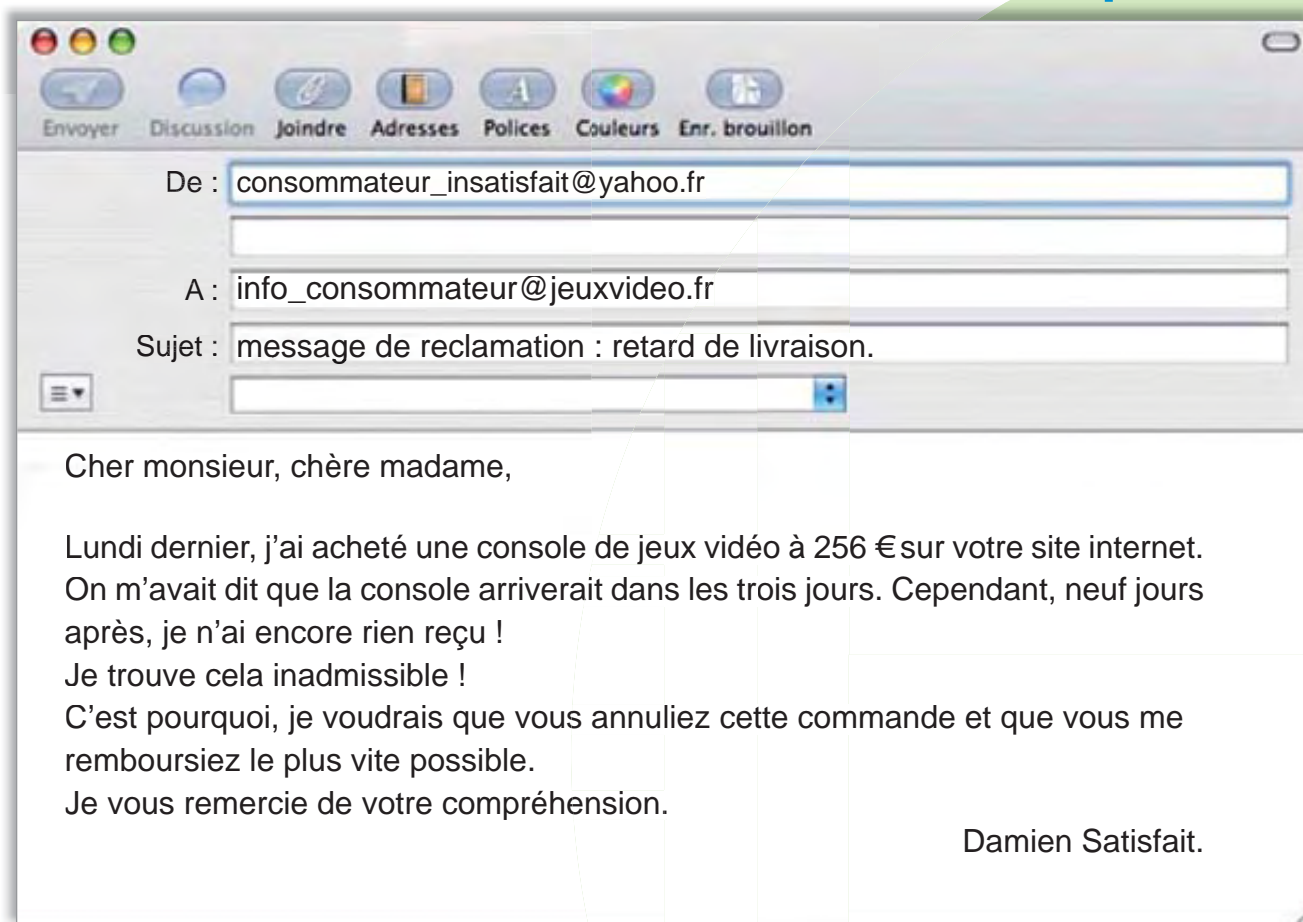 Envoyer Discussion Joindre Adresses Polices Couleurs Enr. brouillon
De : consommateur_insatisfait@yahoo.fr
A : info_consommateur@jeuxvideo.fr
Sujet : message de reclamation : retard de livraison.
Cher monsieur, chère madame,
Lundi dernier, j’ai acheté une console de jeux vidéo à 256 € sur votre site internet.
On m’avait dit que la console arriverait dans les trois jours. Cependant, neuf jours
après, je n’ai encore rien reçu !
Je trouve cela inadmissible !
C’est pourquoi, je voudrais que vous annuliez cette commande et que vous me
remboursiez le plus vite possible.
Je vous remercie de votre compréhension.
Damien Satisfait.